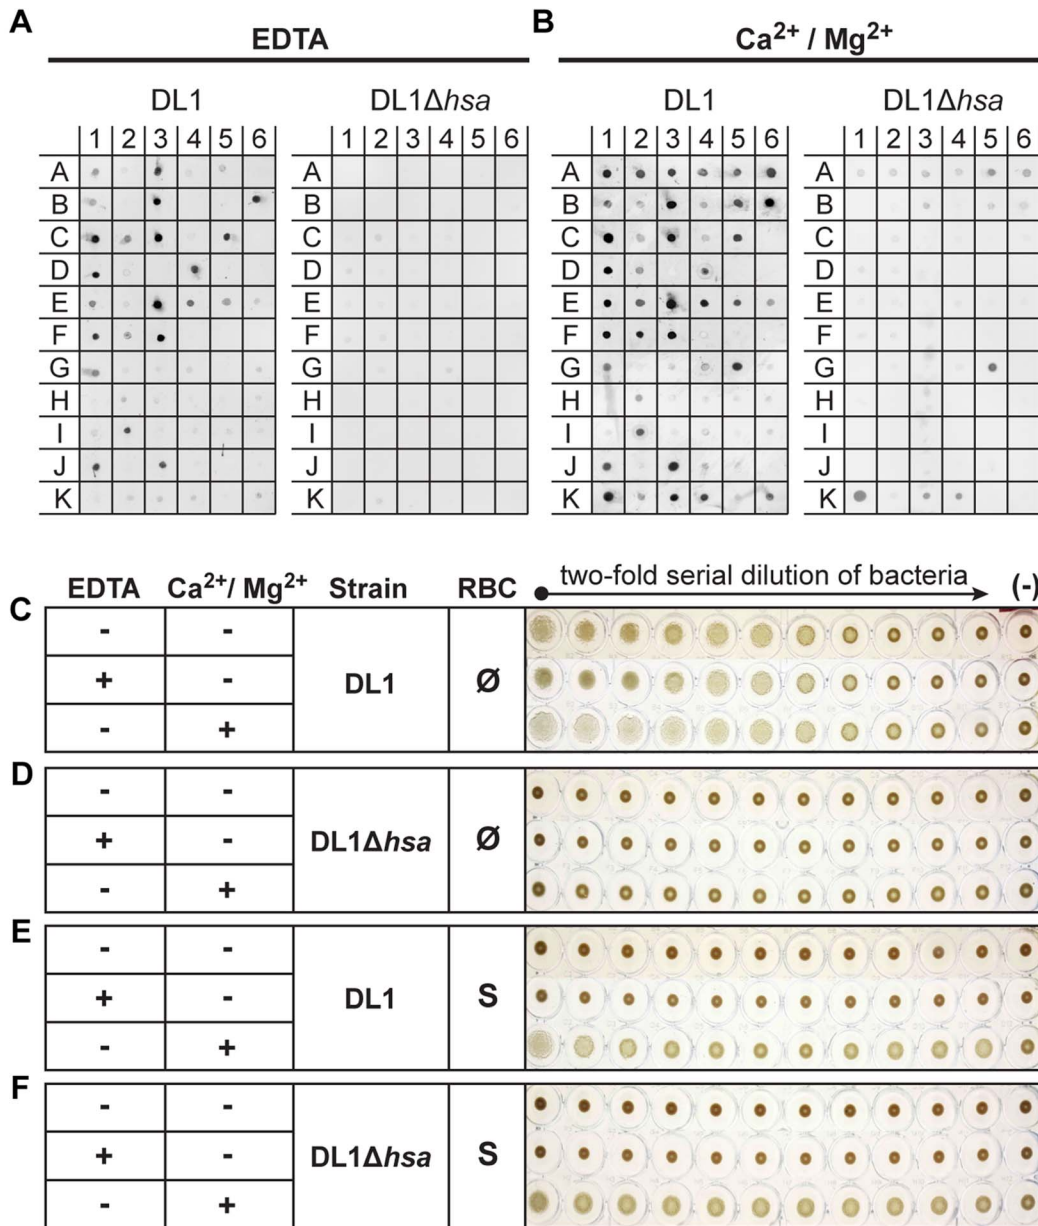 A B
EDTA Ca2+ / Mg2+
DL1 DL1Δhsa DL1 DL1Δhsa
1 2 3 4 5 6 1 2 3 4 5 6 1 2 3 4 5 6 1 2 3 4 5 6
A A A A
B B B B
C C C C
D D D D
E E E E
F F F F
G G G G
H H H H
I I I I
J J J J
K K K K
EDTA Ca2+/ Mg2+ Strain RBC two-fold serial dilution of bacteria (-)
C
- -
+ - DL1 Ø
- +
D
- -
+ - DL1Δhsa Ø
- +
E
- -
+ - DL1 S
- +
F
- -
+ - DL1Δhsa S
- +